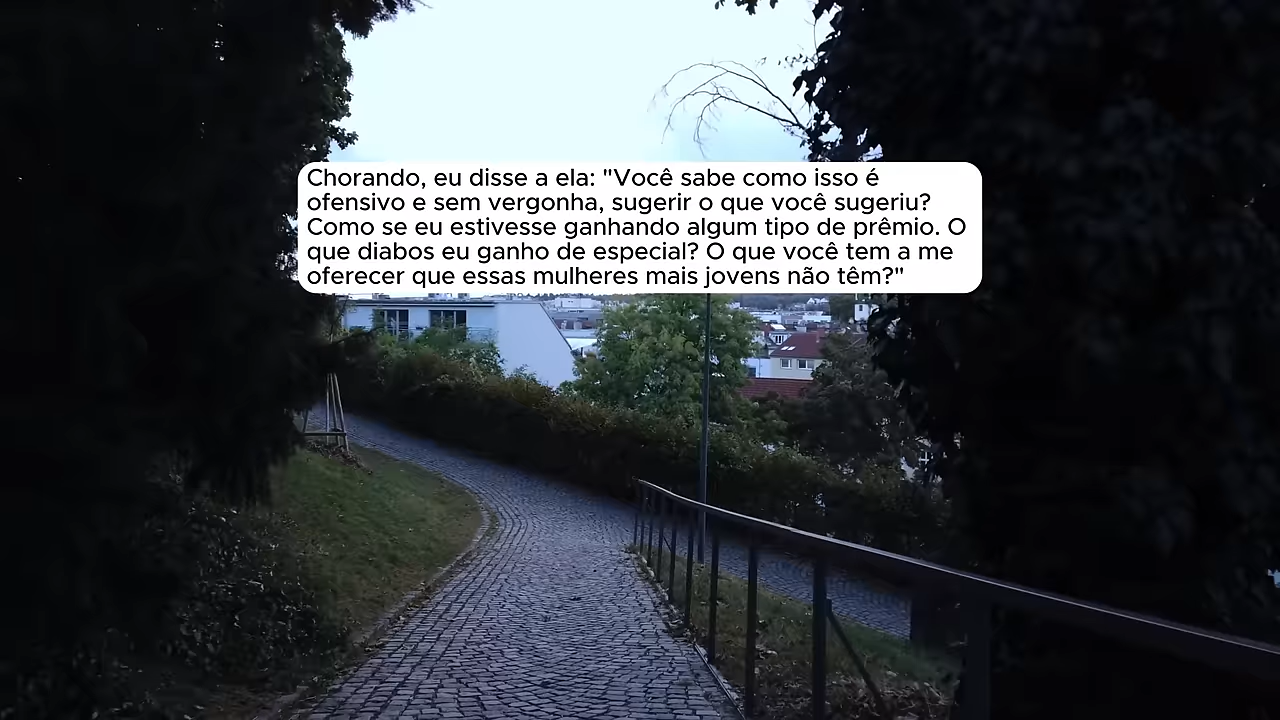 Chorando, eu disse a ela: "Você sabe como isso é
ofensivo e sem vergonha, sugerir o que você sugeriu?
Como se eu estivesse ganhando algum tipo de prêmio. O
que diabos eu ganho de especial? O que você tem a me
oferecer que essas mulheres mais jovens não têm?"